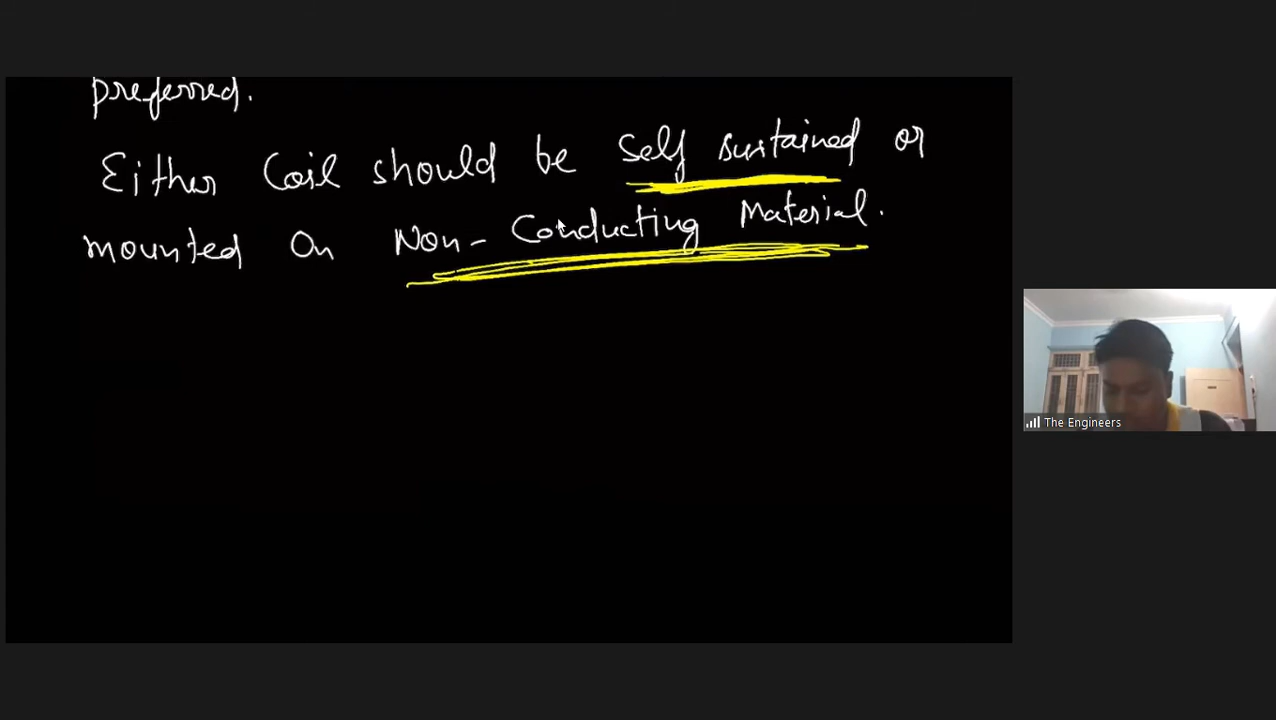 preferred.
Either Coil should be Self sustained or
mounted On Non-Conducting Material.
The Engineers